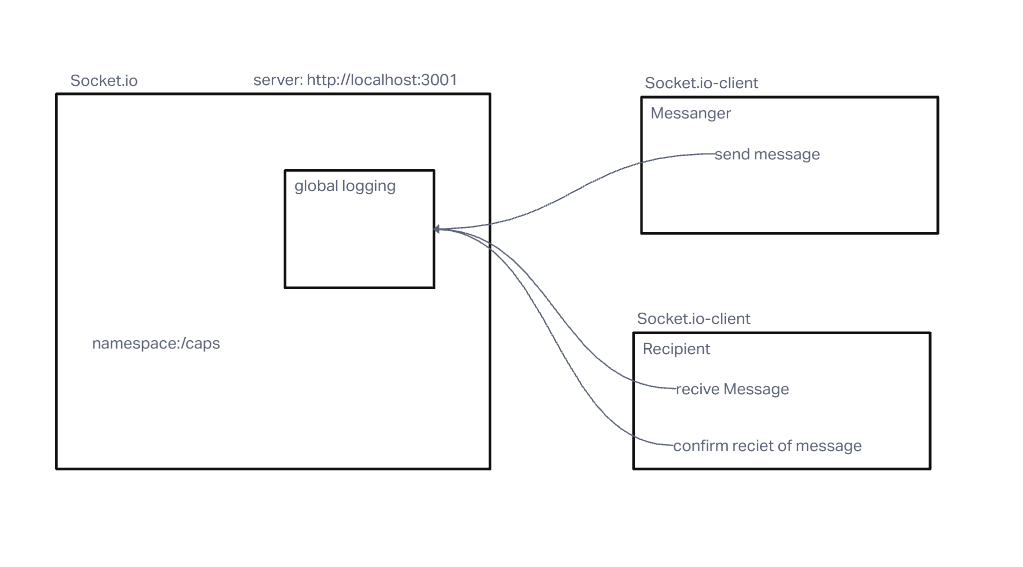 Socket.io
server: http://localhost:3001
global logging
namespace:/caps
Socket.io-client
Messanger
send message
Socket.io-client
Recipient
recive Message
confirm reciet of message